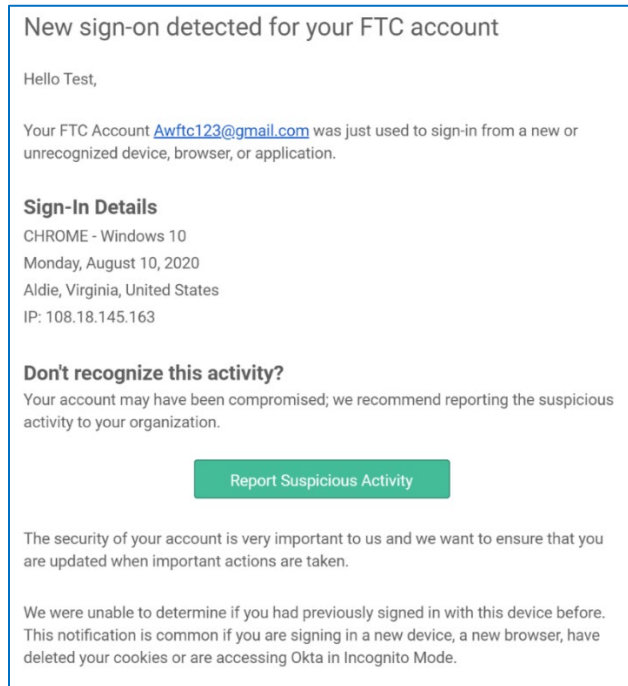 New sign-on detected for your FTC account
Hello Test,
Your FTC Account Awftc123@gmail.com was just used to sign-in from a new or
unrecognized device, browser, or application.
Sign-In Details
CHROME - Windows 10
Monday, August 10, 2020
Aldie, Virginia, United States
IP: 108.18.145.163
Don't recognize this activity?
Your account may have been compromised; we recommend reporting the suspicious
activity to your organization.
Report Suspicious Activity
The security of your account is very important to us and we want to ensure that you
are updated when important actions are taken.
We were unable to determine if you had previously signed in with this device before.
This notification is common if you are signing in a new device, a new browser, have
deleted your cookies or are accessing Okta in Incognito Mode.